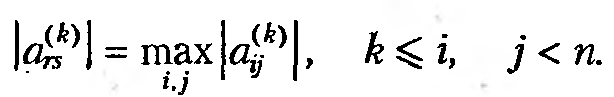 |a_{rs}^{(k)}| = max_{i,j} |a_{ij}^{(k)}|, k ⩽ i, j < n.